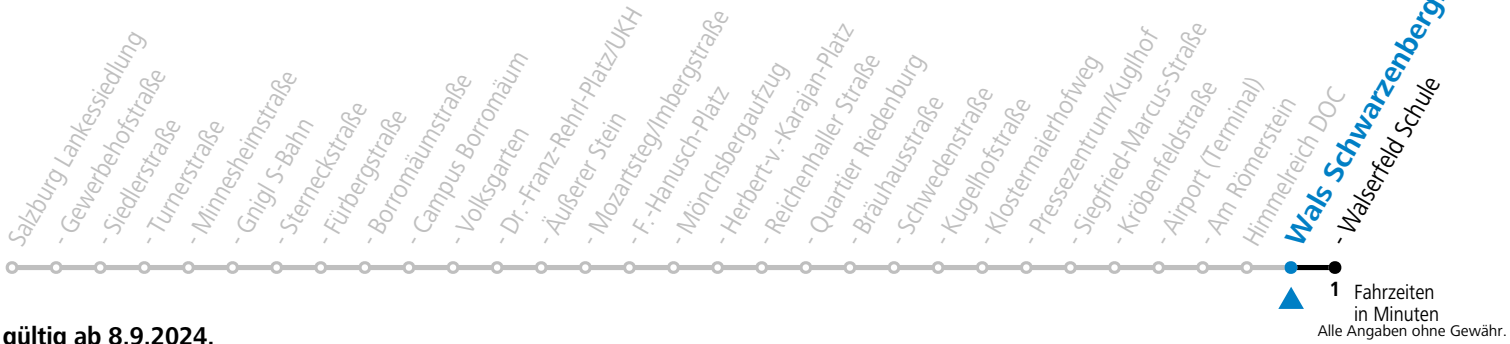 Salzburg Lankessiedlung
- Gewerbehofstraße
- Siedlerstraße
- Turnerstraße
- Minnesheimstraße
- Gnigl S-Bahn
- Sterneckstraße
- Fürbergstraße
- Borromäumstraße
- Campus Borromäum
- Volksgarten
- Dr.-Franz-Rehrl-Platz/UKH
- Äußerer Stein
- Mozartsteg/Imbergstraße
- F.-Hanusch-Platz
- Mönchsbergaufzug
- Herbert-v.-Karajan-Platz
- Reichenhaller Straße
- Quartier Riedenburg
- Bräuhausstraße
- Schwedenstraße
- Kugelhofstraße
- Klostermaierhofweg
- Pressezentrum/Kuglhof
- Siegfried-Marcus-Straße
- Kröbenfeldstraße
- Airport (Terminal)
- Am Römerstein
Himmelreich DOC
Wals Schwarzenberg
- Walserfeld Schule
1 Fahrzeiten
in Minuten
Alle Angaben ohne Gewähr.
gültig ab 8.9.2024.